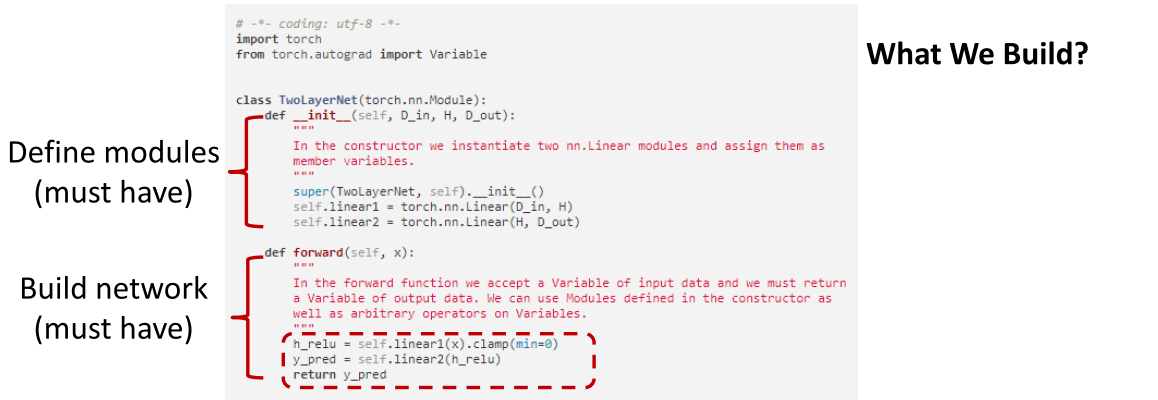 # -*- coding: utf-8 -*-
import torch
from torch.autograd import Variable
What We Build?
class TwoLayerNet(torch.nn.Module):
def __init__(self, D_in, H, D_out):
"""
In the constructor we instantiate two nn.Linear modules and assign them as
member variables.
"""
super(TwoLayerNet, self).__init__()
self.linear1 = torch.nn.Linear(D_in, H)
self.linear2 = torch.nn.Linear(H, D_out)
Define modules
(must have)
def forward(self, x):
"""
In the forward function we accept a Variable of input data and we must return
a Variable of output data. We can use Modules defined in the constructor as
well as arbitrary operators on Variables.
"""
h_relu = self.linear1(x).clamp(min=0)
y_pred = self.linear2(h_relu)
return y_pred
Build network
(must have)